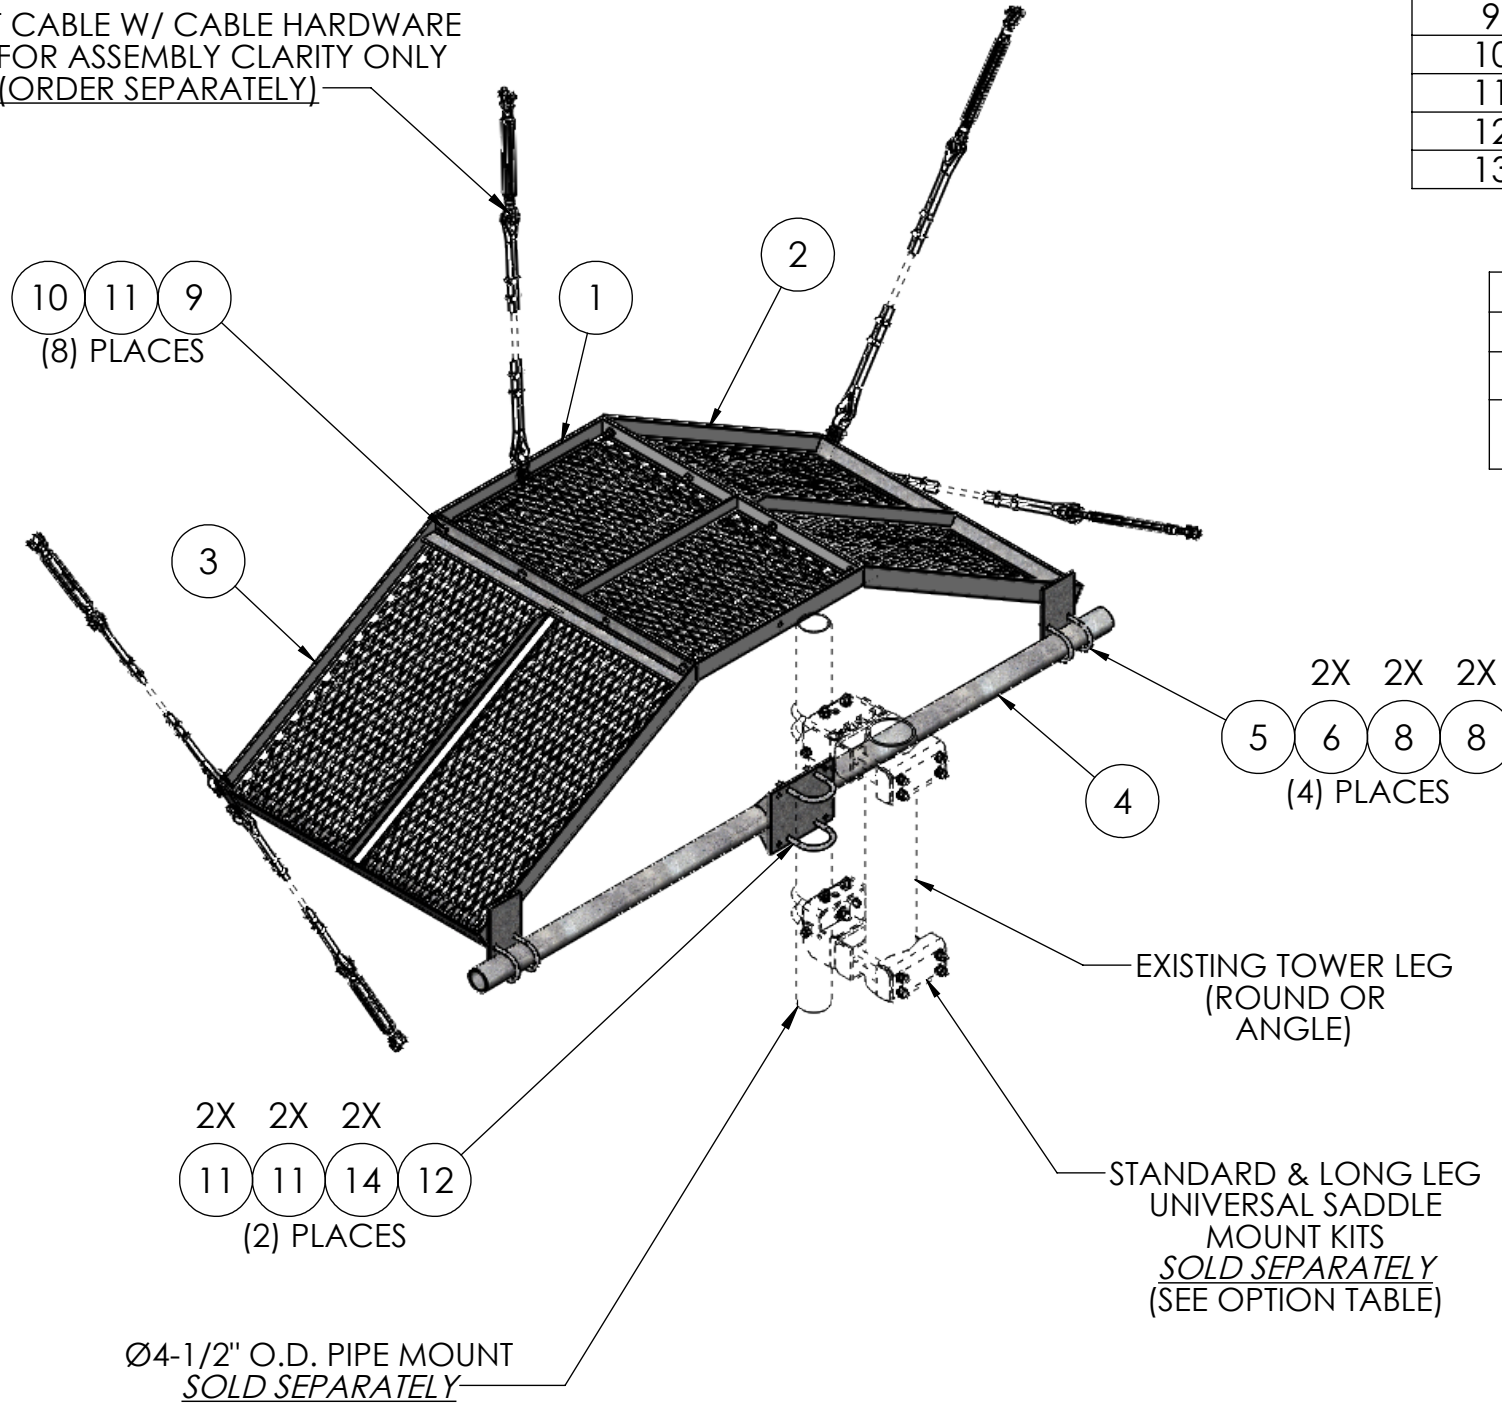 CABLE W/ CABLE HARDWARE
FOR ASSEMBLY CLARITY ONLY
(ORDER SEPARATELY)
9
10
11
12
13
2
1
10 11 9
(8) PLACES
3
2X 2X 2X
5 6 8 8
(4) PLACES
4
EXISTING TOWER LEG
(ROUND OR
ANGLE)
2X 2X 2X
11 11 14 12
(2) PLACES
STANDARD & LONG LEG
UNIVERSAL SADDLE
MOUNT KITS
SOLD SEPARATELY
(SEE OPTION TABLE)
Ø4-1/2" O.D. PIPE MOUNT
SOLD SEPARATELY